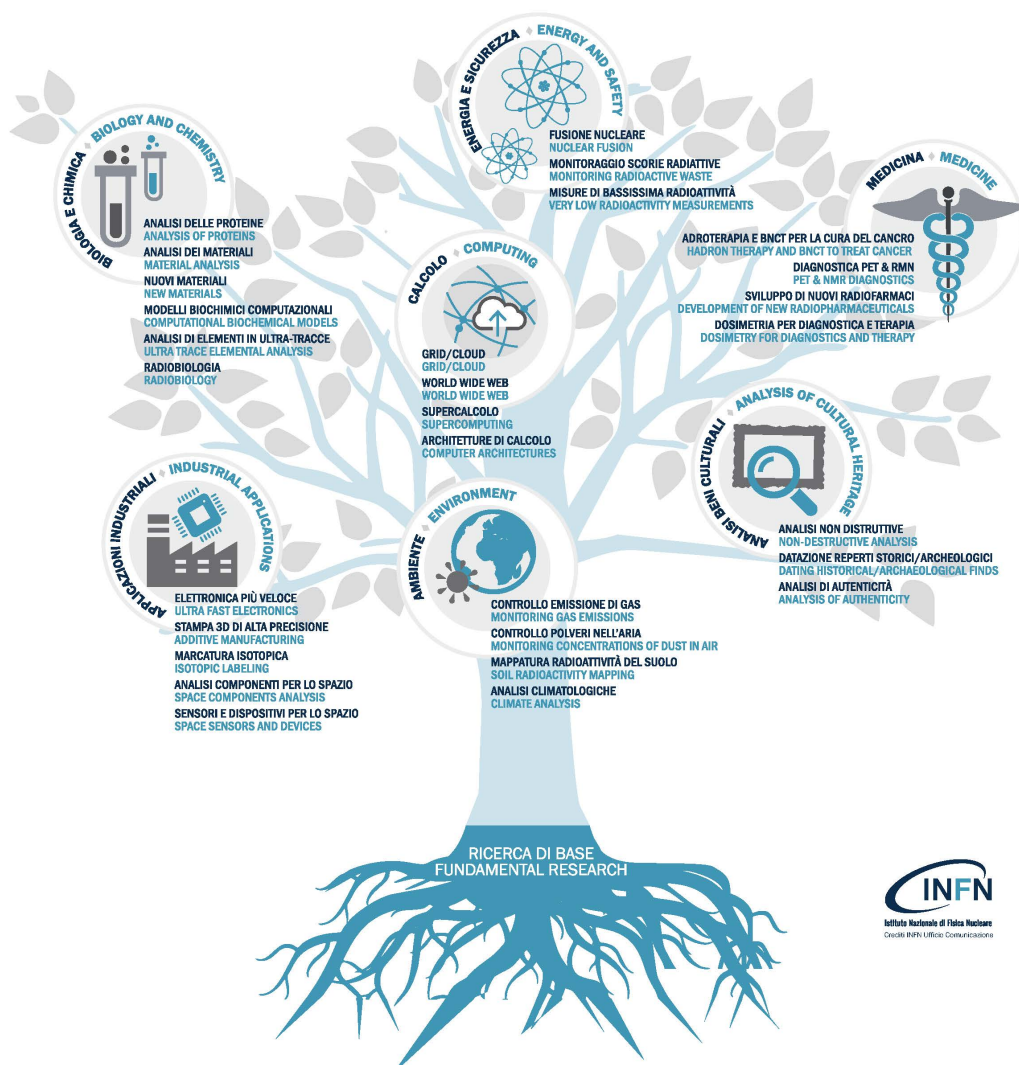 ENERGIA E SICUREZZA ♦ ENERGY AND SAFETY
FUSIONE NUCLEARE
NUCLEAR FUSION
MONITORAGGIO SCORIE RADIATTIVE
MONITORING RADIOACTIVE WASTE
MISURE DI BASSISSIMA RADIOATTIVITÀ
VERY LOW RADIOACTIVITY MEASUREMENTS
BIOLOGIA E CHIMICA ♦ BIOLOGY AND CHEMISTRY
ANALISI DELLE PROTEINE
ANALYSIS OF PROTEINS
ANALISI DEI MATERIALI
MATERIAL ANALYSIS
NUOVI MATERIALI
NEW MATERIALS
MODELLI BIOCHIMICI COMPUTAZIONALI
COMPUTATIONAL BIOCHEMICAL MODELS
ANALISI DI ELEMENTI IN ULTRA-TRACCE
ULTRA TRACE ELEMENTAL ANALYSIS
RADIOBIOLOGIA
RADIOBIOLOGY
MEDICINA ♦ MEDICINE
ADROTERAPIA E BNCT PER LA CURA DEL CANCRO
HADRON THERAPY AND BNCT TO TREAT CANCER
DIAGNOSTICA PET & RMN
PET & NMR DIAGNOSTICS
SVILUPPO DI NUOVI RADIOFARMACI
DEVELOPMENT OF NEW RADIOPHARMACEUTICALS
DOSIMETRIA PER DIAGNOSTICA E TERAPIA
DOSIMETRY FOR DIAGNOSTICS AND THERAPY
CALCOLO ♦ COMPUTING
GRID/CLOUD
GRID/CLOUD
WORLD WIDE WEB
WORLD WIDE WEB
SUPERCALCOLO
SUPERCOMPUTING
ARCHITETTURE DI CALCOLO
COMPUTER ARCHITECTURES
ANALISI BENI CULTURALI ♦ ANALYSIS OF CULTURAL HERITAGE
ANALISI NON DISTRUTTIVE
NON-DESTRUCTIVE ANALYSIS
DATAZIONE REPERTI STORICI/ARCHEOLOGICI
DATING HISTORICAL/ARCHAEOLOGICAL FINDS
ANALISI DI AUTENTICITÀ
ANALYSIS OF AUTHENTICITY
APPLICAZIONI INDUSTRIALI ♦ INDUSTRIAL APPLICATIONS
ELETTRONICA PIÙ VELOCE
ULTRA FAST ELECTRONICS
STAMPA 3D DI ALTA PRECISIONE
ADDITIVE MANUFACTURING
MARCATURA ISOTOPICA
ISOTOPIC LABELING
ANALISI COMPONENTI PER LO SPAZIO
SPACE COMPONENTS ANALYSIS
SENSORI E DISPOSITIVI PER LO SPAZIO
SPACE SENSORS AND DEVICES
AMBIENTE ♦ ENVIRONMENT
CONTROLLO EMISSIONE DI GAS
MONITORING GAS EMISSIONS
CONTROLLO POLVERI NELL'ARIA
MONITORING CONCENTRATIONS OF DUST IN AIR
MAPPATURA RADIOATTIVITÀ DEL SUOLO
SOIL RADIOACTIVITY MAPPING
ANALISI CLIMATOLOGICHE
CLIMATE ANALYSIS
RICERCA DI BASE
FUNDAMENTAL RESEARCH
INFN
Istituto Nazionale di Fisica Nucleare
Crediti INFN Ufficio Comunicazione